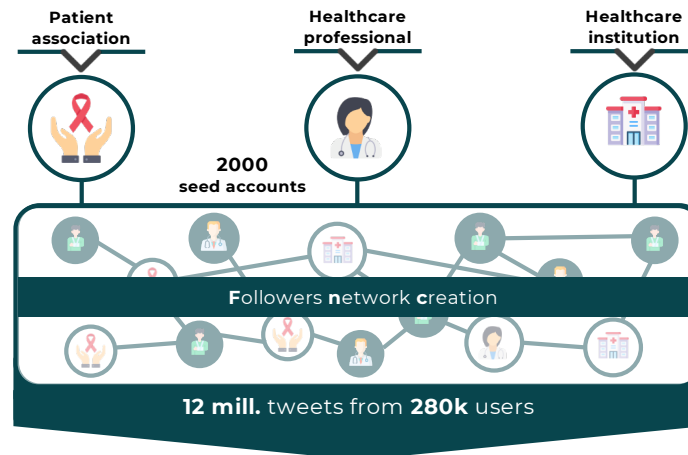 Patient
association
Healthcare
professional
Healthcare
institution
2000
seed accounts
Followers network creation
12 mill. tweets from 280k users